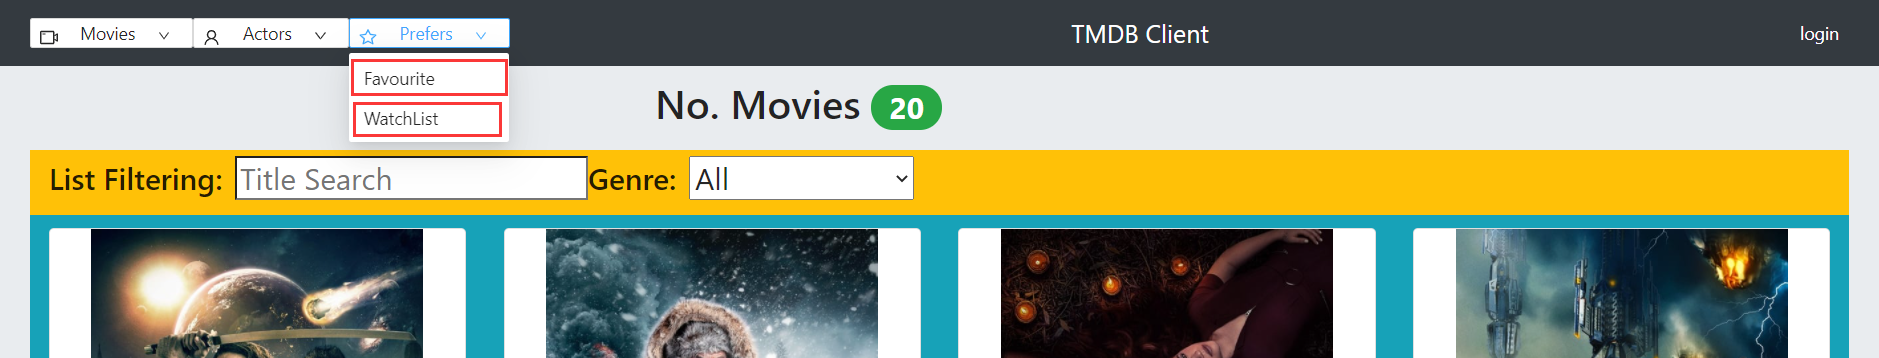 Movies Actors Prefers TMDB Client login
Favourite
WatchList
No. Movies 20
List Filtering: Title Search Genre: All